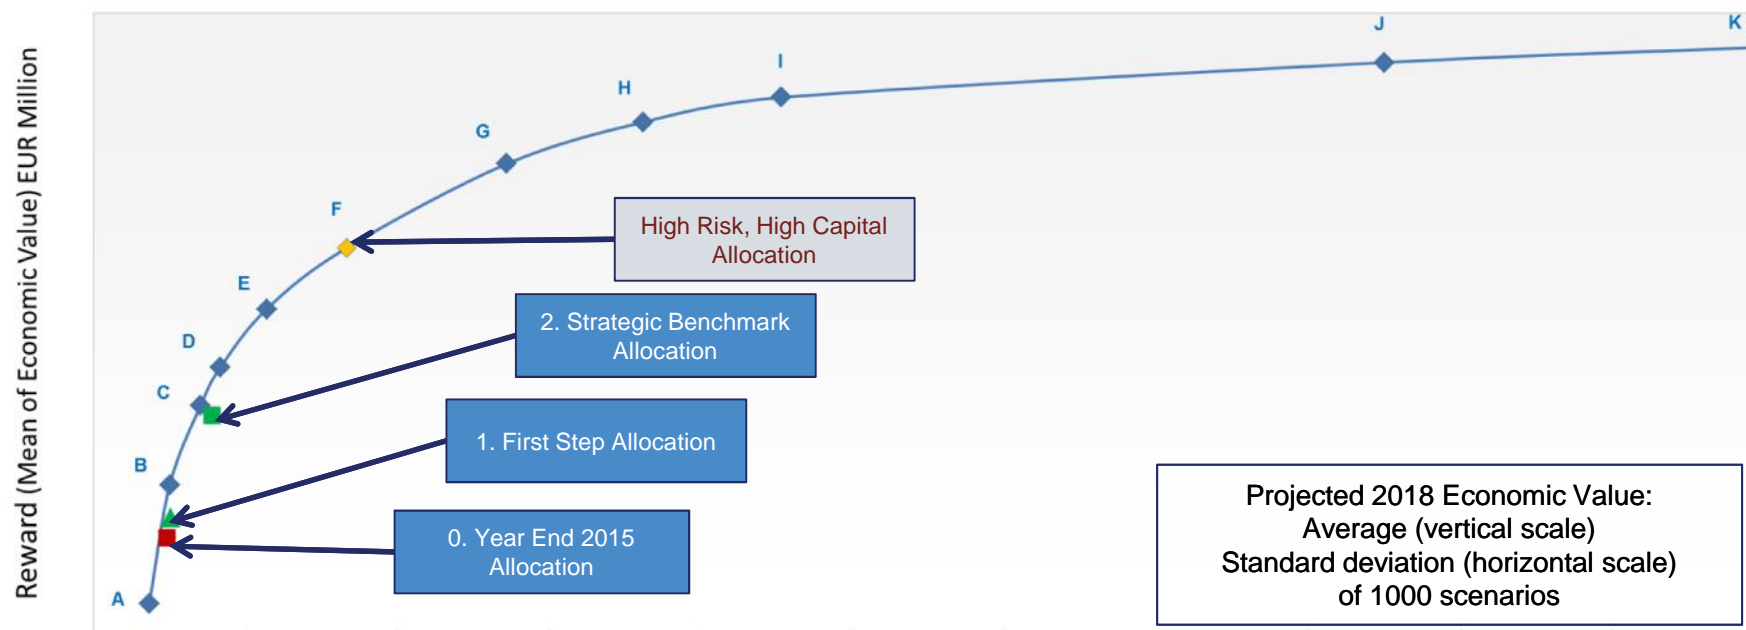 Reward (Mean of Economic Value) EUR Million
J
K
I
H
G
F
High Risk, High Capital
Allocation
E
2. Strategic Benchmark
Allocation
D
C
1. First Step Allocation
B
0. Year End 2015
Allocation
A
Projected 2018 Economic Value:
Average (vertical scale)
Standard deviation (horizontal scale)
of 1000 scenarios